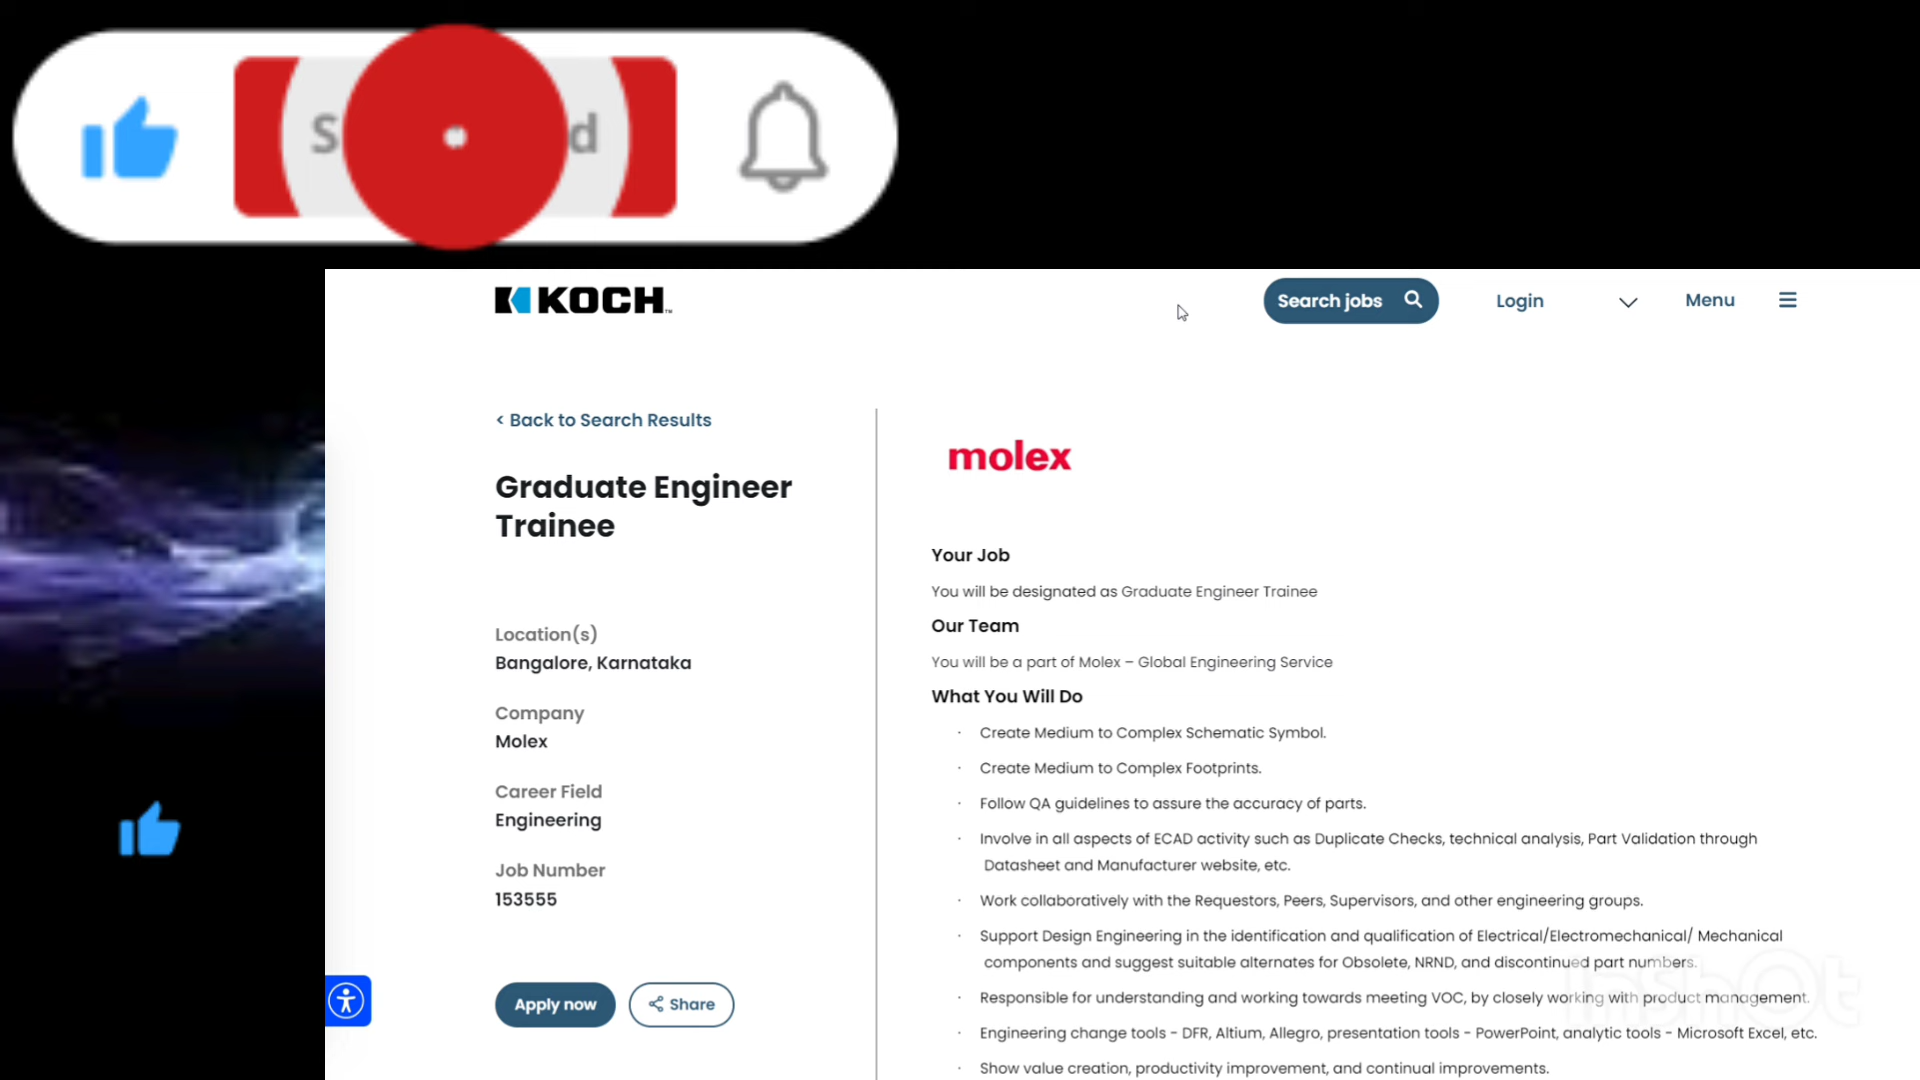 S d
KOCH
Search jobs
Login
Menu
< Back to Search Results
Graduate Engineer
Trainee
Location(s)
Bangalore, Karnataka
Company
Molex
Career Field
Engineering
Job Number
153555
Apply now
Share
molex
Your Job
You will be designated as Graduate Engineer Trainee
Our Team
You will be a part of Molex – Global Engineering Service
What You Will Do
· Create Medium to Complex Schematic Symbol.
· Create Medium to Complex Footprints.
· Follow QA guidelines to assure the accuracy of parts.
· Involve in all aspects of ECAD activity such as Duplicate Checks, technical analysis, Part Validation through
Datasheet and Manufacturer website, etc.
· Work collaboratively with the Requestors, Peers, Supervisors, and other engineering groups.
· Support Design Engineering in the identification and qualification of Electrical/Electromechanical/ Mechanical
components and suggest suitable alternates for Obsolete, NRND, and discontinued part numbers.
· Responsible for understanding and working towards meeting VOC, by closely working with product management.
· Engineering change tools - DFR, Altium, Allegro, presentation tools - PowerPoint, analytic tools - Microsoft Excel, etc.
· Show value creation, productivity improvement, and continual improvements.
InShOt